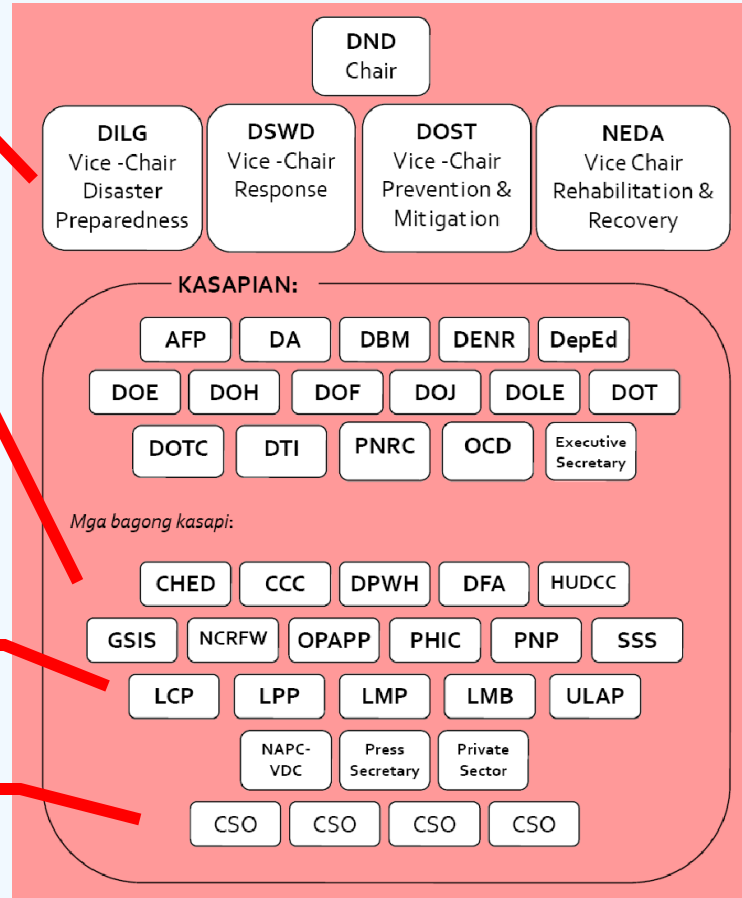 DND
Chair
DILG
Vice -Chair
Disaster
Preparedness
DSWD
Vice -Chair
Response
DOST
Vice -Chair
Prevention &
Mitigation
NEDA
Vice Chair
Rehabilitation &
Recovery
KASAPIAN:
AFP DA DBM DENR DepEd
DOE DOH DOF DOJ DOLE DOT
DOTC DTI PNRC OCD Executive
Secretary
Mga bagong kasapi:
CHED CCC DPWH DFA HUDCC
GSIS NCRFW OPAPP PHIC PNP SSS
LCP LPP LMP LMB ULAP
NAPC-
VDC
Press
Secretary
Private
Sector
CSO CSO CSO CSO